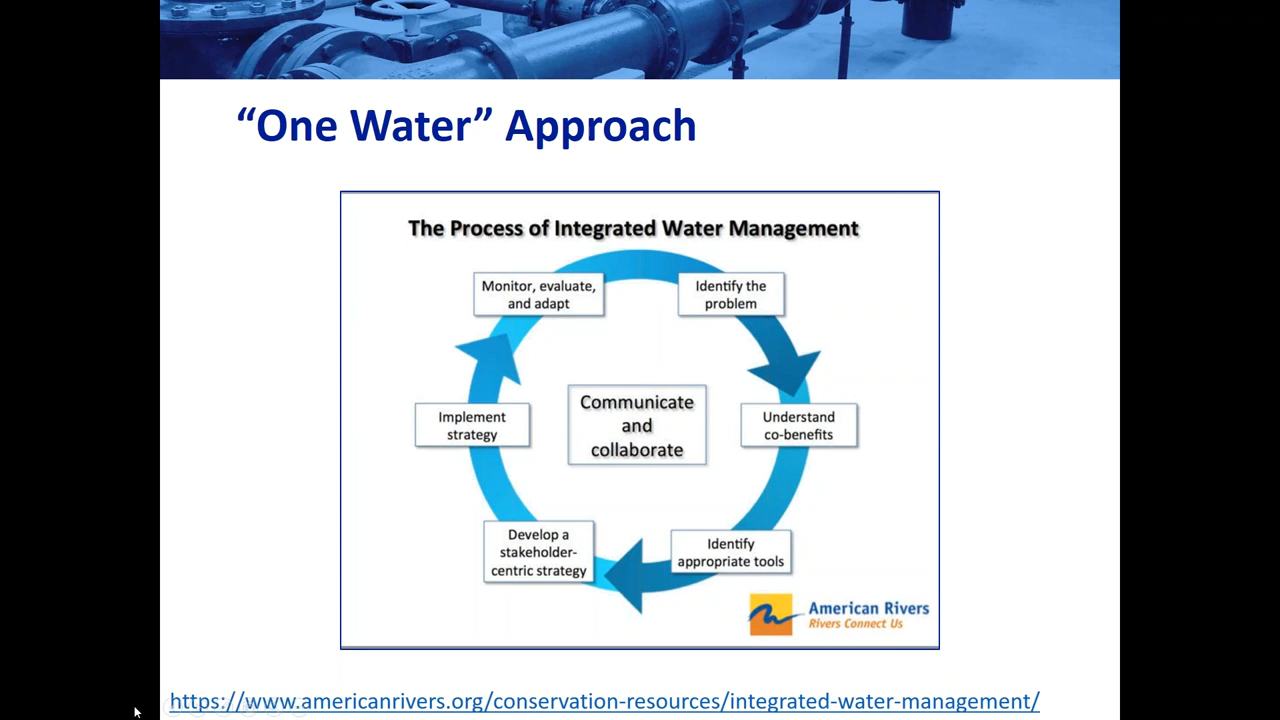 “One Water” Approach
The Process of Integrated Water Management
Monitor, evaluate,
and adapt
Identify the
problem
Implement
strategy
Communicate
and
collaborate
Understand
co-benefits
Develop a
stakeholder-
centric strategy
Identify
appropriate tools
American Rivers
Rivers Connect Us
https://www.americanrivers.org/conservation-resources/integrated-water-management/